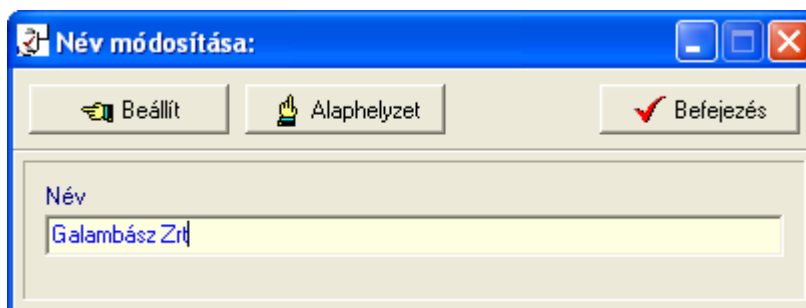 Név módosítása:
Beállít Alaphelyzet Befejezés
Név
Galambász Zrt